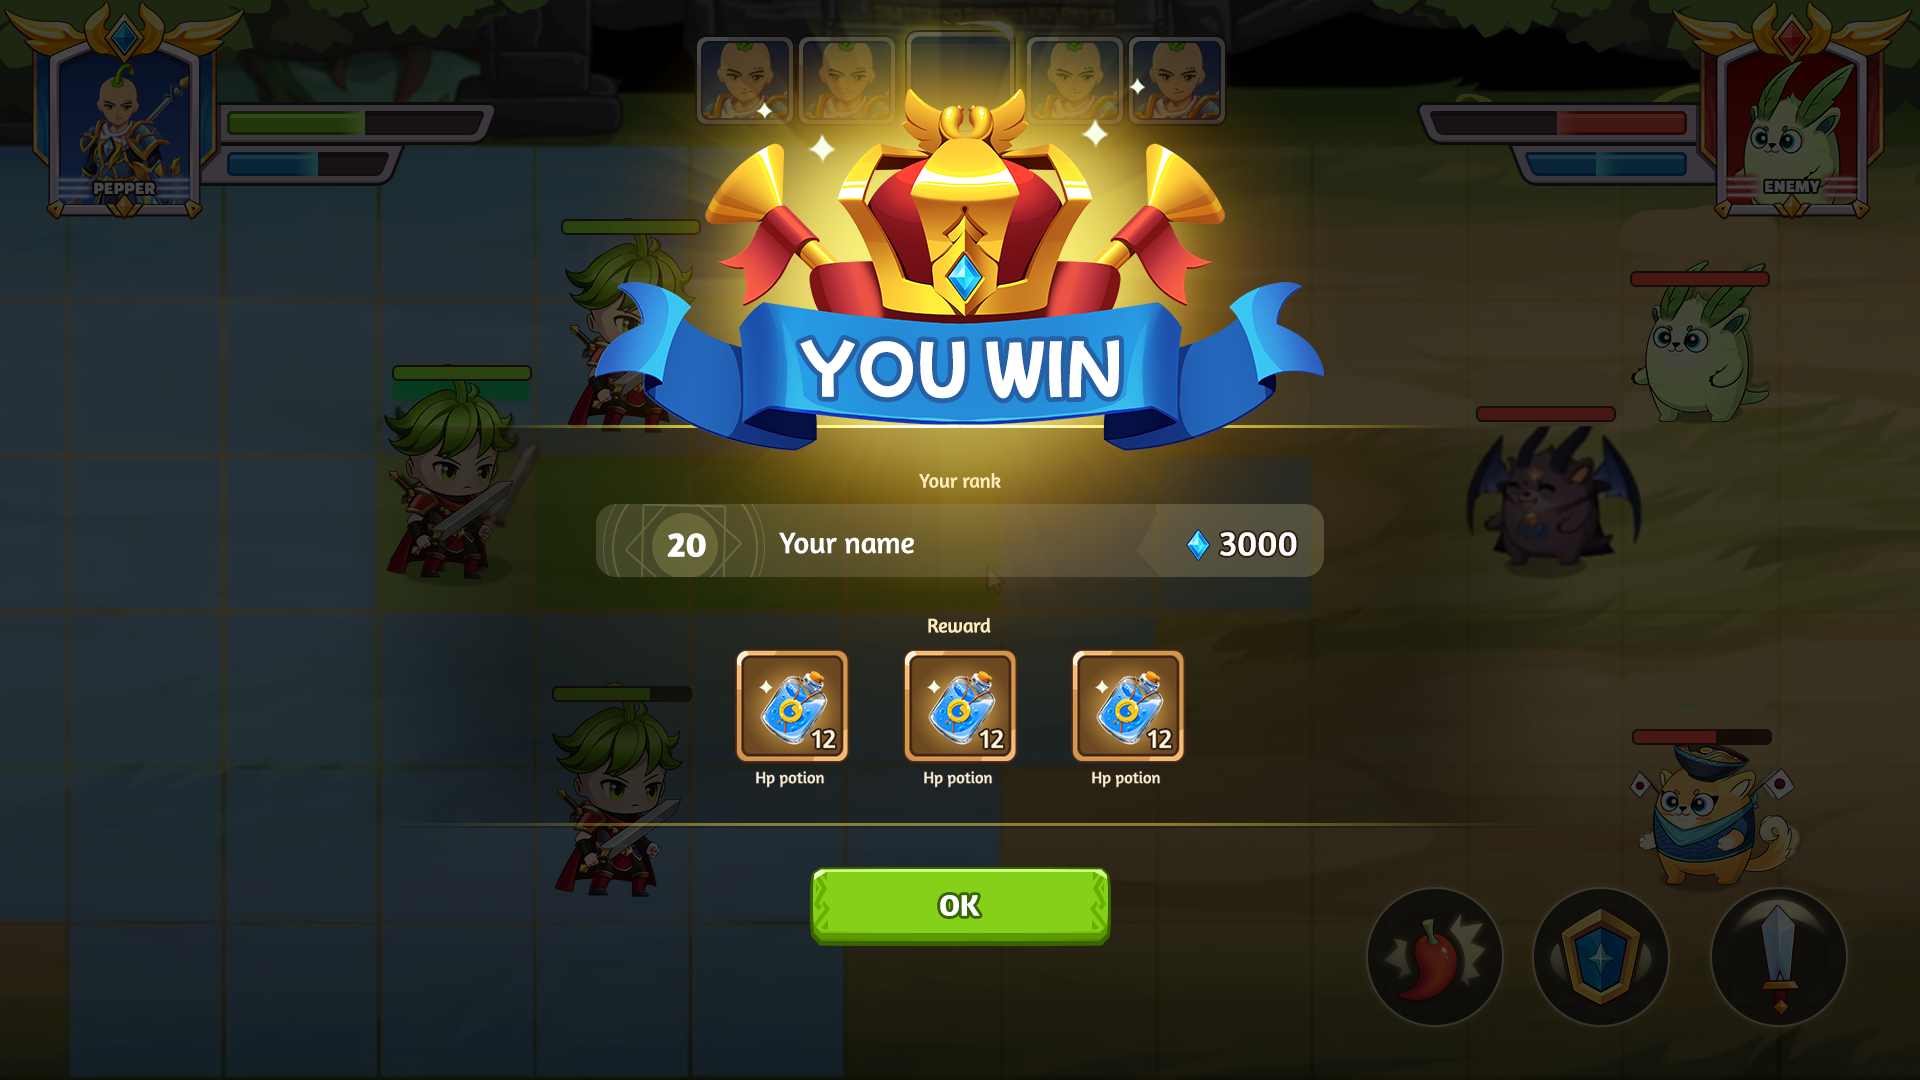 PEPPER
ENEMY
YOU WIN
Your rank
20 Your name 3000
Reward
12 12 12
Hp potion Hp potion Hp potion
OK